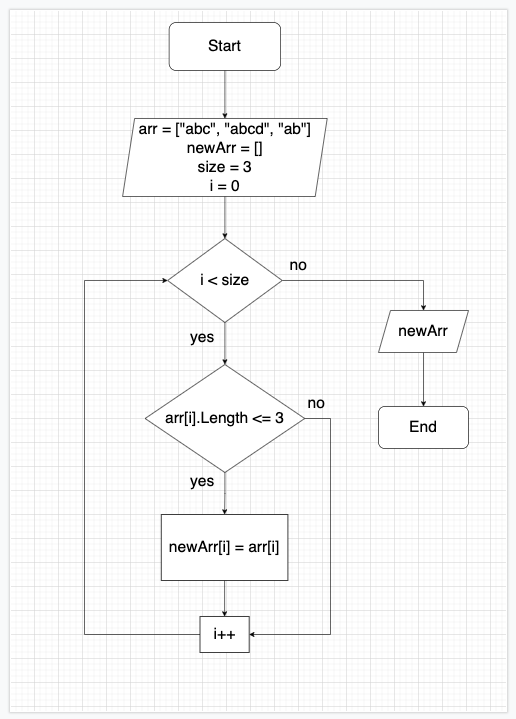 Start
arr = ["abc", "abcd", "ab"]
newArr = []
size = 3
i = 0
i < size
no
newArr
yes
arr[i].Length <= 3
no
End
yes
newArr[i] = arr[i]
i++